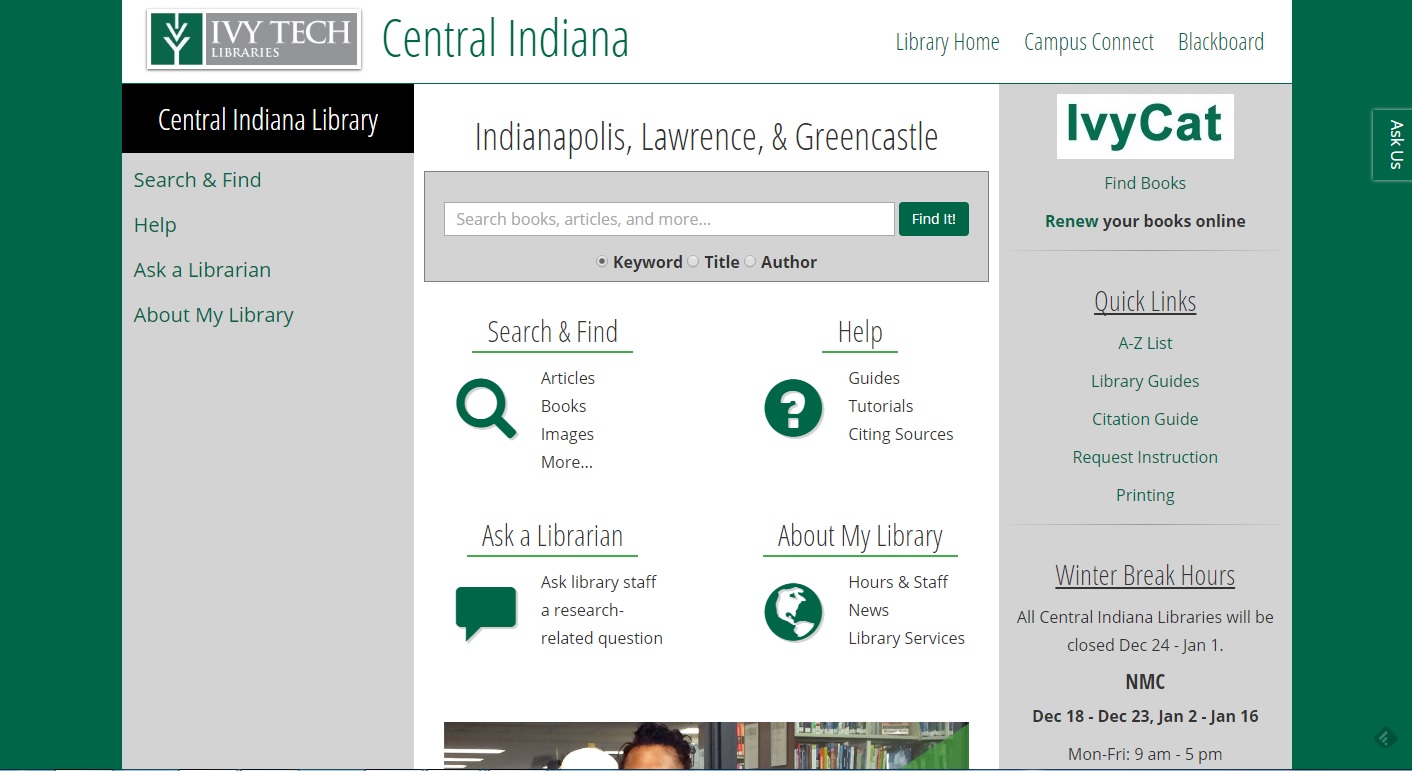 IVY TECH
LIBRARIES
Central Indiana
Library Home
Campus Connect
Blackboard
Central Indiana Library
Search & Find
Help
Ask a Librarian
About My Library
Indianapolis, Lawrence, & Greencastle
Search books, articles, and more...
Find It!
Keyword Title Author
Search & Find
Articles
Books
Images
More...
Help
Guides
Tutorials
Citing Sources
Ask a Librarian
Ask library staff
a research-
related question
About My Library
Hours & Staff
News
Library Services
IvyCat
Find Books
Renew your books online
Quick Links
A-Z List
Library Guides
Citation Guide
Request Instruction
Printing
Winter Break Hours
All Central Indiana Libraries will be
closed Dec 24 - Jan 1.
NMC
Dec 18 - Dec 23, Jan 2 - Jan 16
Mon-Fri: 9 am - 5 pm
Ask Us